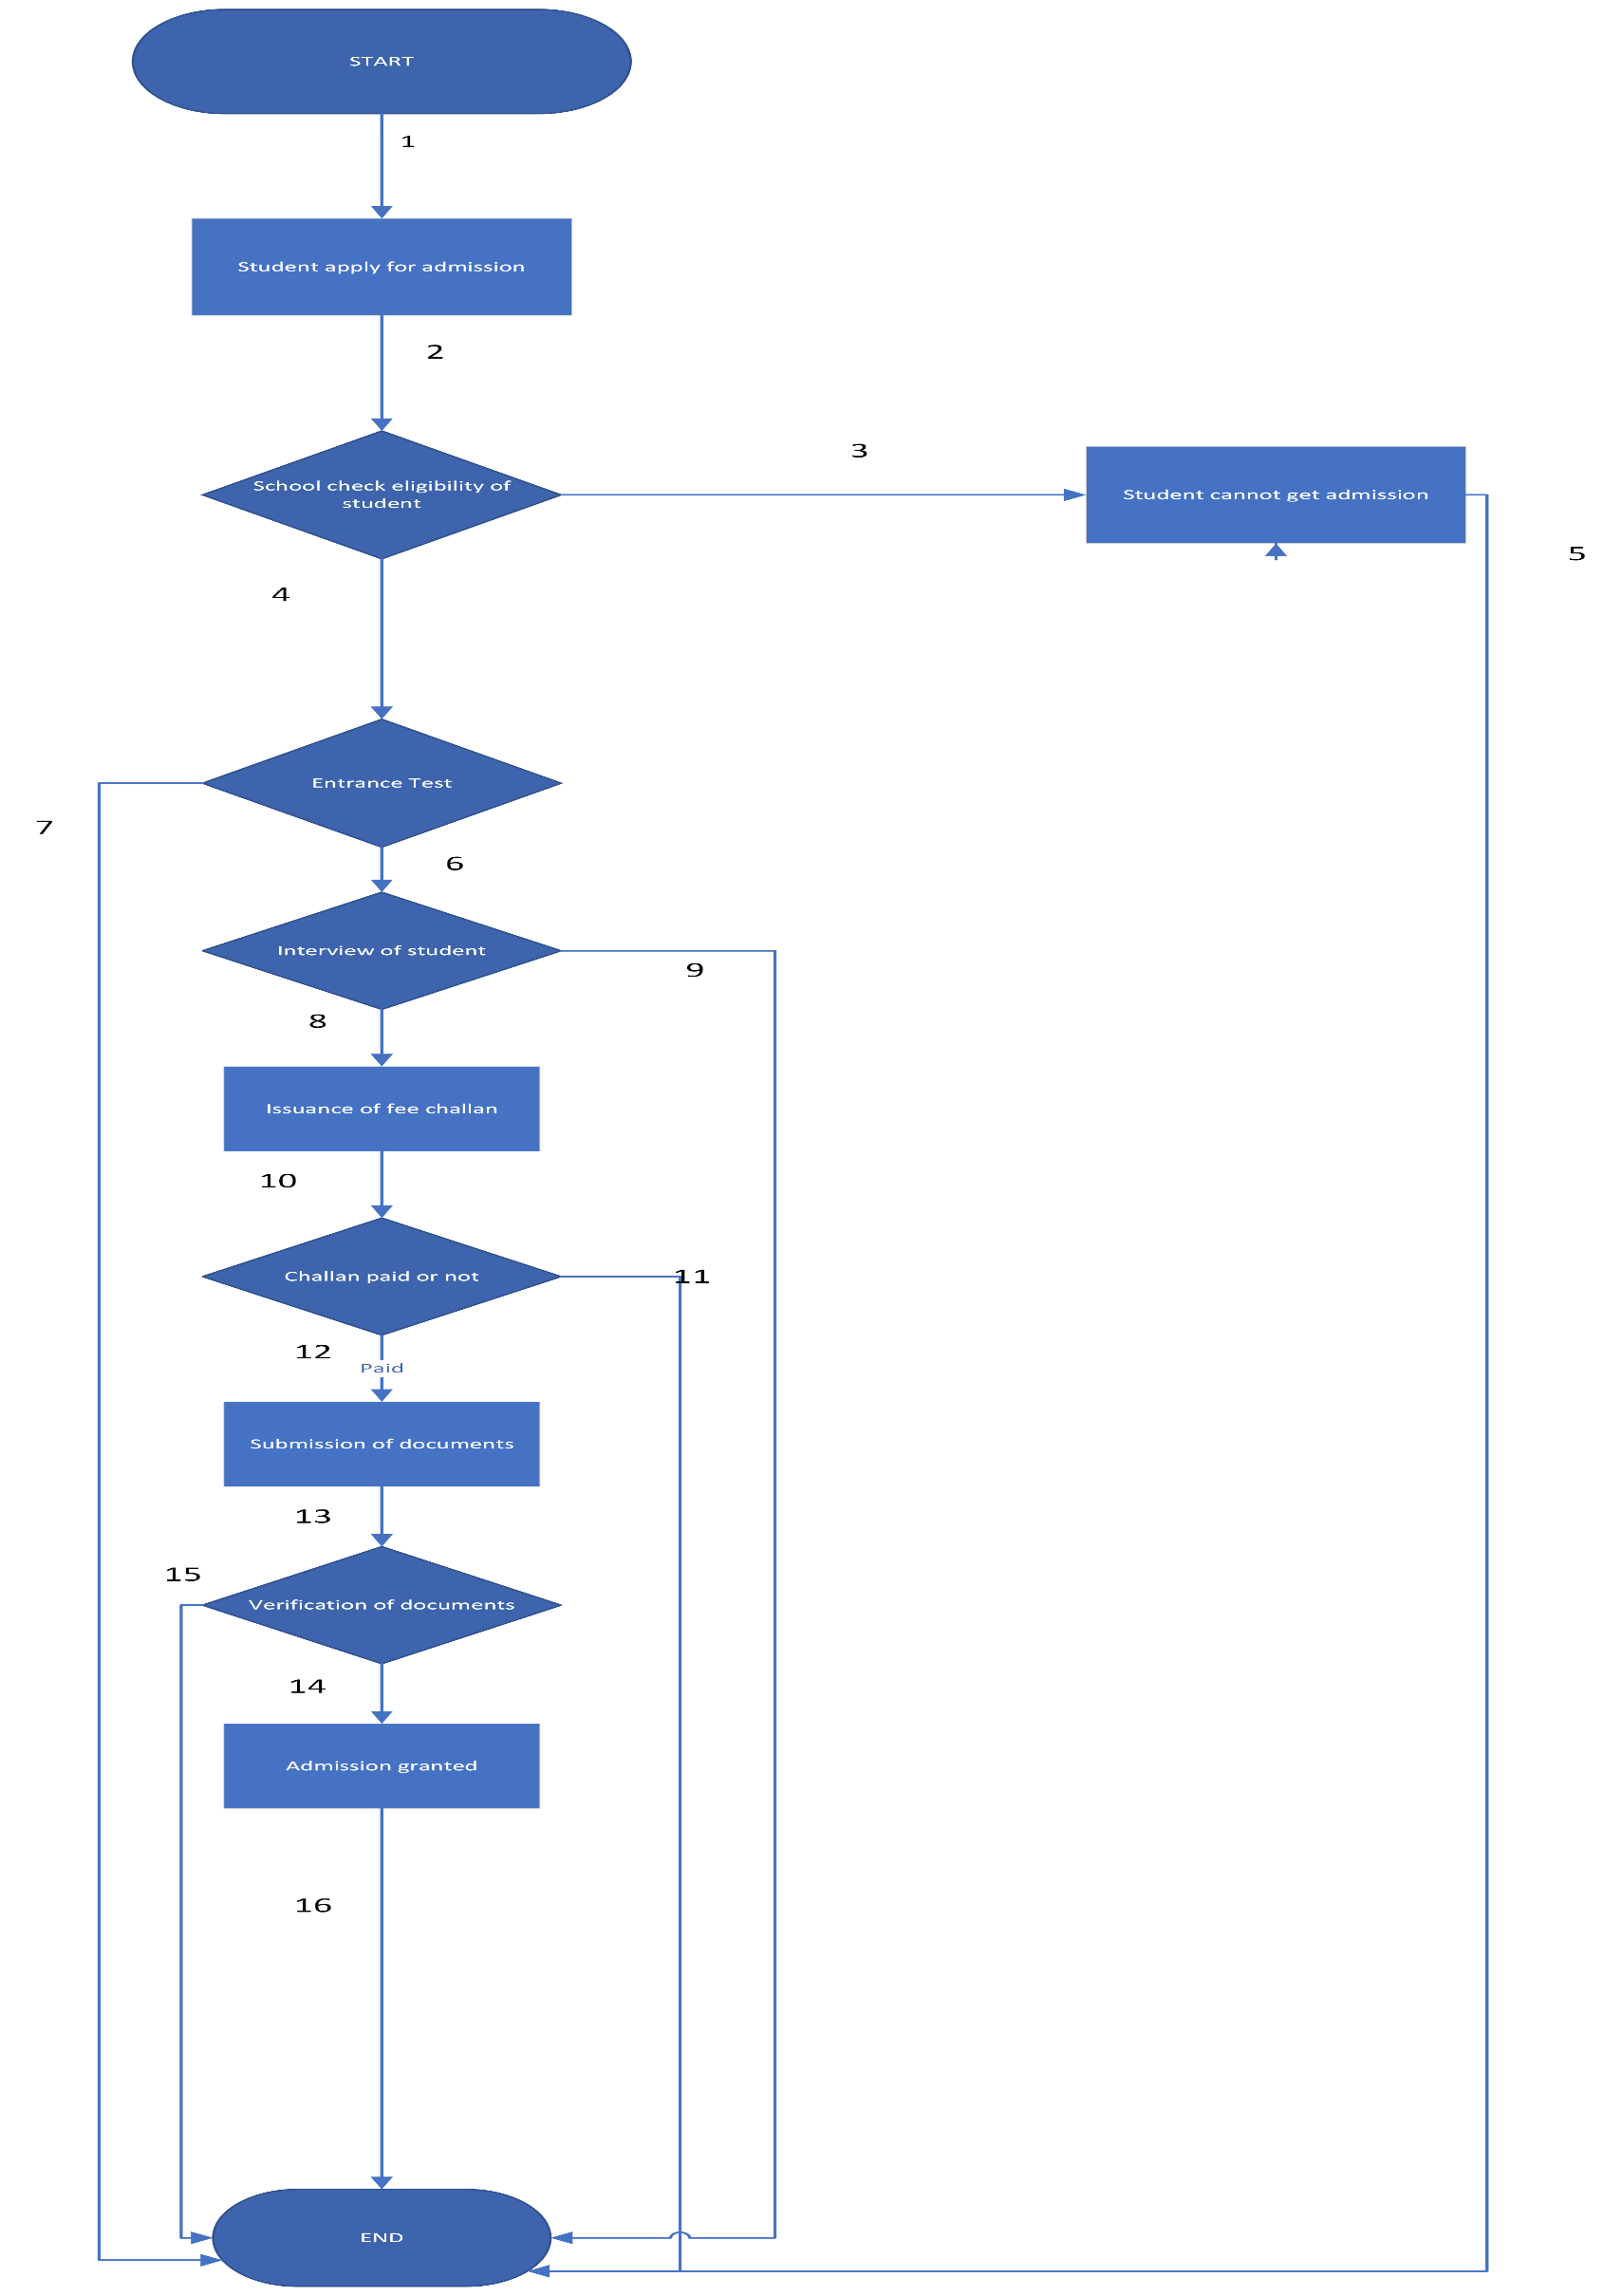 START
1
Student apply for admission
2
School check eligibility of
student
3
Student cannot get admission
5
4
Entrance Test
7
6
Interview of student
9
8
Issuance of fee challan
10
Challan paid or not
11
12
Paid
Submission of documents
13
15
Verification of documents
14
Admission granted
16
END